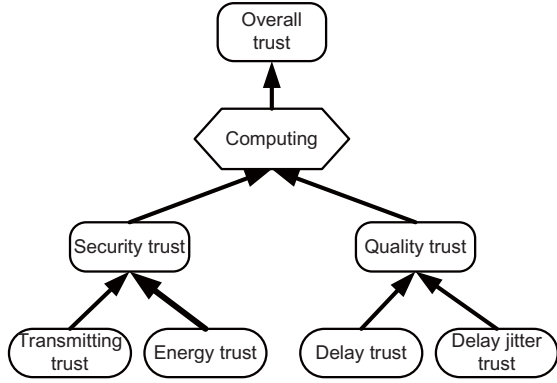 Overall
trust
Computing
Security trust
Quality trust
Transmitting
trust
Energy trust
Delay trust
Delay jitter
trust